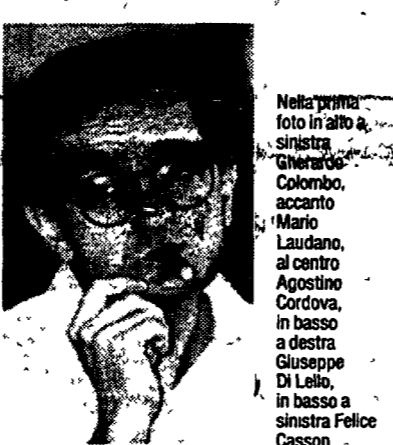 Nella prima
foto in alto a
sinistra
Gherardo
Colombo,
accanto
Mario
Laudano,
al centro
Agostino
Cordova,
in basso
a destra
Giuseppe
Di Lello,
in basso a
sinistra Felice
Casson